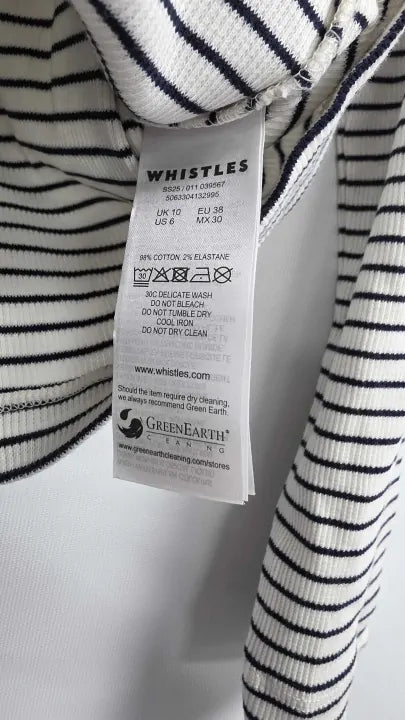 WHISTLES
SS25 / 011 039567
5063304132995
UK 10 EU 38
US 6 MX 30
98% COTTON, 2% ELASTANE
30
30C DELICATE WASH
DO NOT BLEACH
DO NOT TUMBLE DRY
COOL IRON
DO NOT DRY CLEAN
www.whistles.com
Should the item require dry cleaning,
we always recommend Green Earth.
GREENEARTH®
CLEANING
www.greenearthcleaning.com/stores